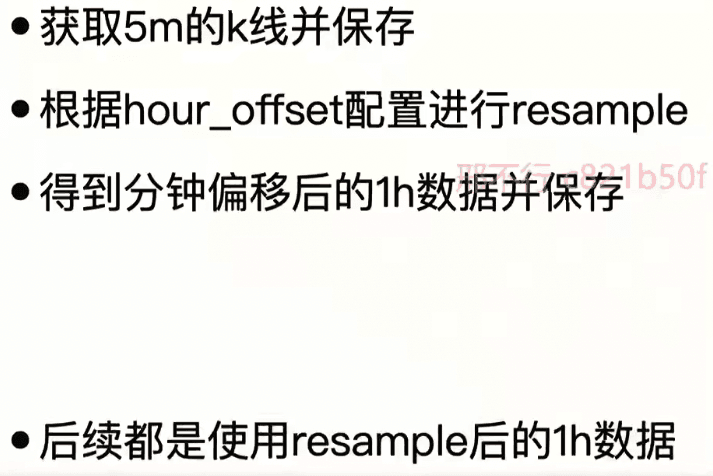 • 获取5m的k线并保存
• 根据hour_offset配置进行resample
邢不行 c821b50f
• 得到分钟偏移后的1h数据并保存
• 后续都是使用resample后的1h数据